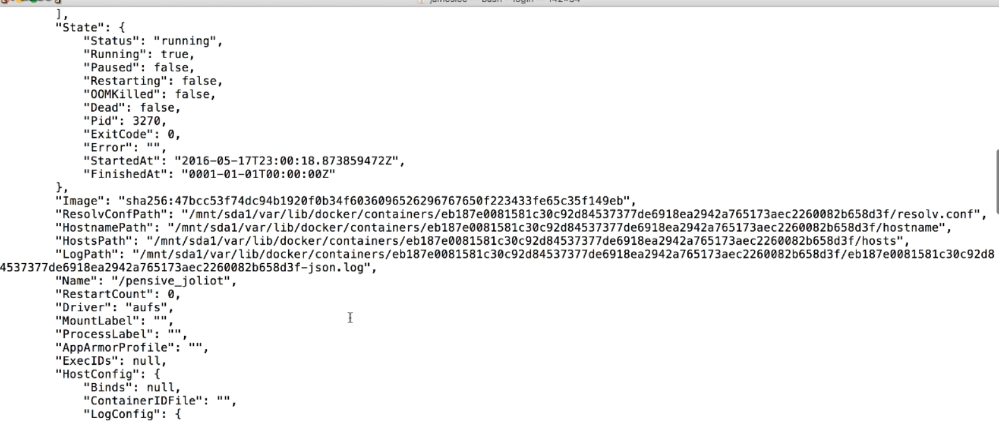 ],
"State": {
"Status": "running",
"Running": true,
"Paused": false,
"Restarting": false,
"OOMKilled": false,
"Dead": false,
"Pid": 3270,
"ExitCode": 0,
"Error": "",
"StartedAt": "2016-05-17T23:00:18.873859472Z",
"FinishedAt": "0001-01-01T00:00:00Z"
},
"Image": "sha256:47bcc53f74dc94b1920f0b34f6036096526296767650f223433fe65c35f149eb",
"ResolvConfPath": "/mnt/sda1/var/lib/docker/containers/eb187e0081581c30c92d84537377de6918ea2942a765173aec2260082b658d3f/resolv.conf",
"HostnamePath": "/mnt/sda1/var/lib/docker/containers/eb187e0081581c30c92d84537377de6918ea2942a765173aec2260082b658d3f/hostname",
"HostsPath": "/mnt/sda1/var/lib/docker/containers/eb187e0081581c30c92d84537377de6918ea2942a765173aec2260082b658d3f/hosts",
"LogPath": "/mnt/sda1/var/lib/docker/containers/eb187e0081581c30c92d84537377de6918ea2942a765173aec2260082b658d3f/eb187e0081581c30c92d8
4537377de6918ea2942a765173aec2260082b658d3f-json.log",
"Name": "/pensive_joliot",
"RestartCount": 0,
"Driver": "aufs",
"MountLabel": "",
"ProcessLabel": "",
"AppArmorProfile": "",
"ExecIDs": null,
"HostConfig": {
"Binds": null,
"ContainerIDFile": "",
"LogConfig": {